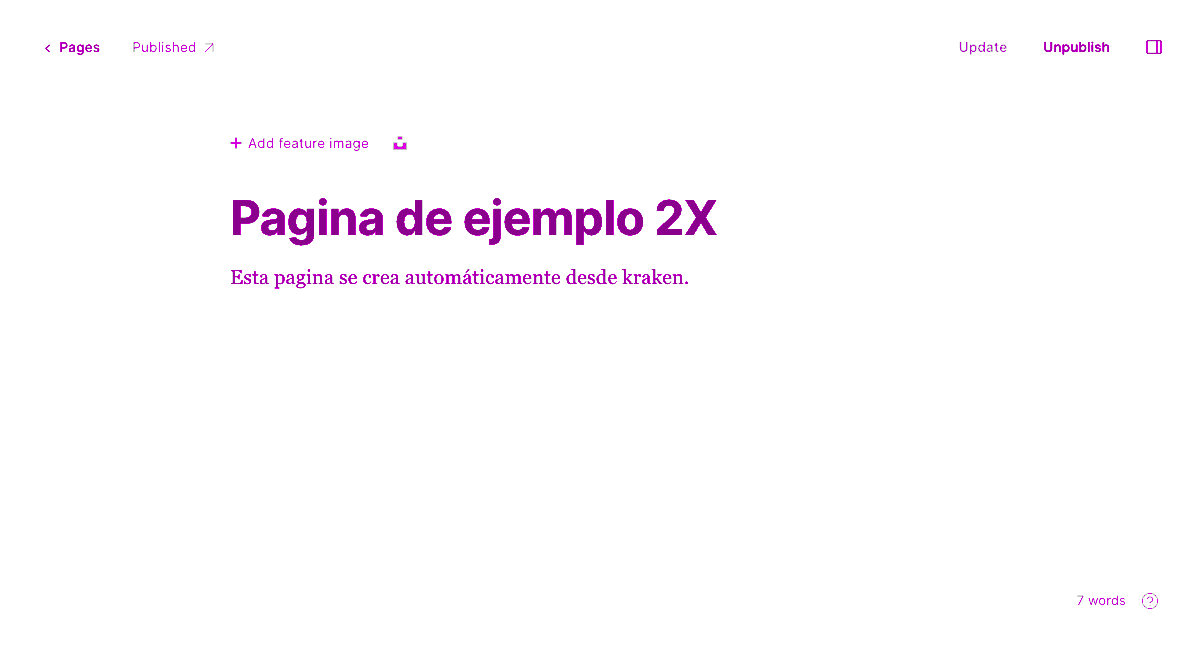 Pages Published Update Unpublish
Add feature image
Pagina de ejemplo 2X
Esta pagina se crea automáticamente desde kraken.
7 words